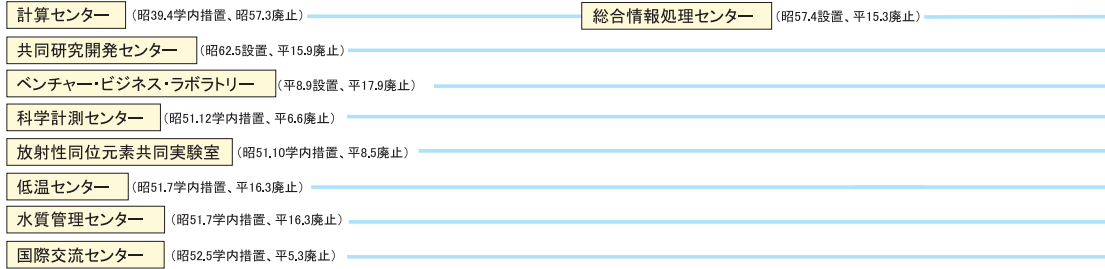 計算センター (昭39.4学内措置、昭57.3廃止) 総合情報処理センター (昭57.4設置、平15.3廃止)
共同研究開発センター (昭62.5設置、平15.9廃止)
ベンチャー・ビジネス・ラボラトリー (平8.9設置、平17.9廃止)
科学計測センター (昭51.12学内措置、平6.6廃止)
放射性同位元素共同実験室 (昭51.10学内措置、平8.5廃止)
低温センター (昭51.7学内措置、平16.3廃止)
水質管理センター (昭51.7学内措置、平16.3廃止)
国際交流センター (昭52.5学内措置、平5.3廃止)